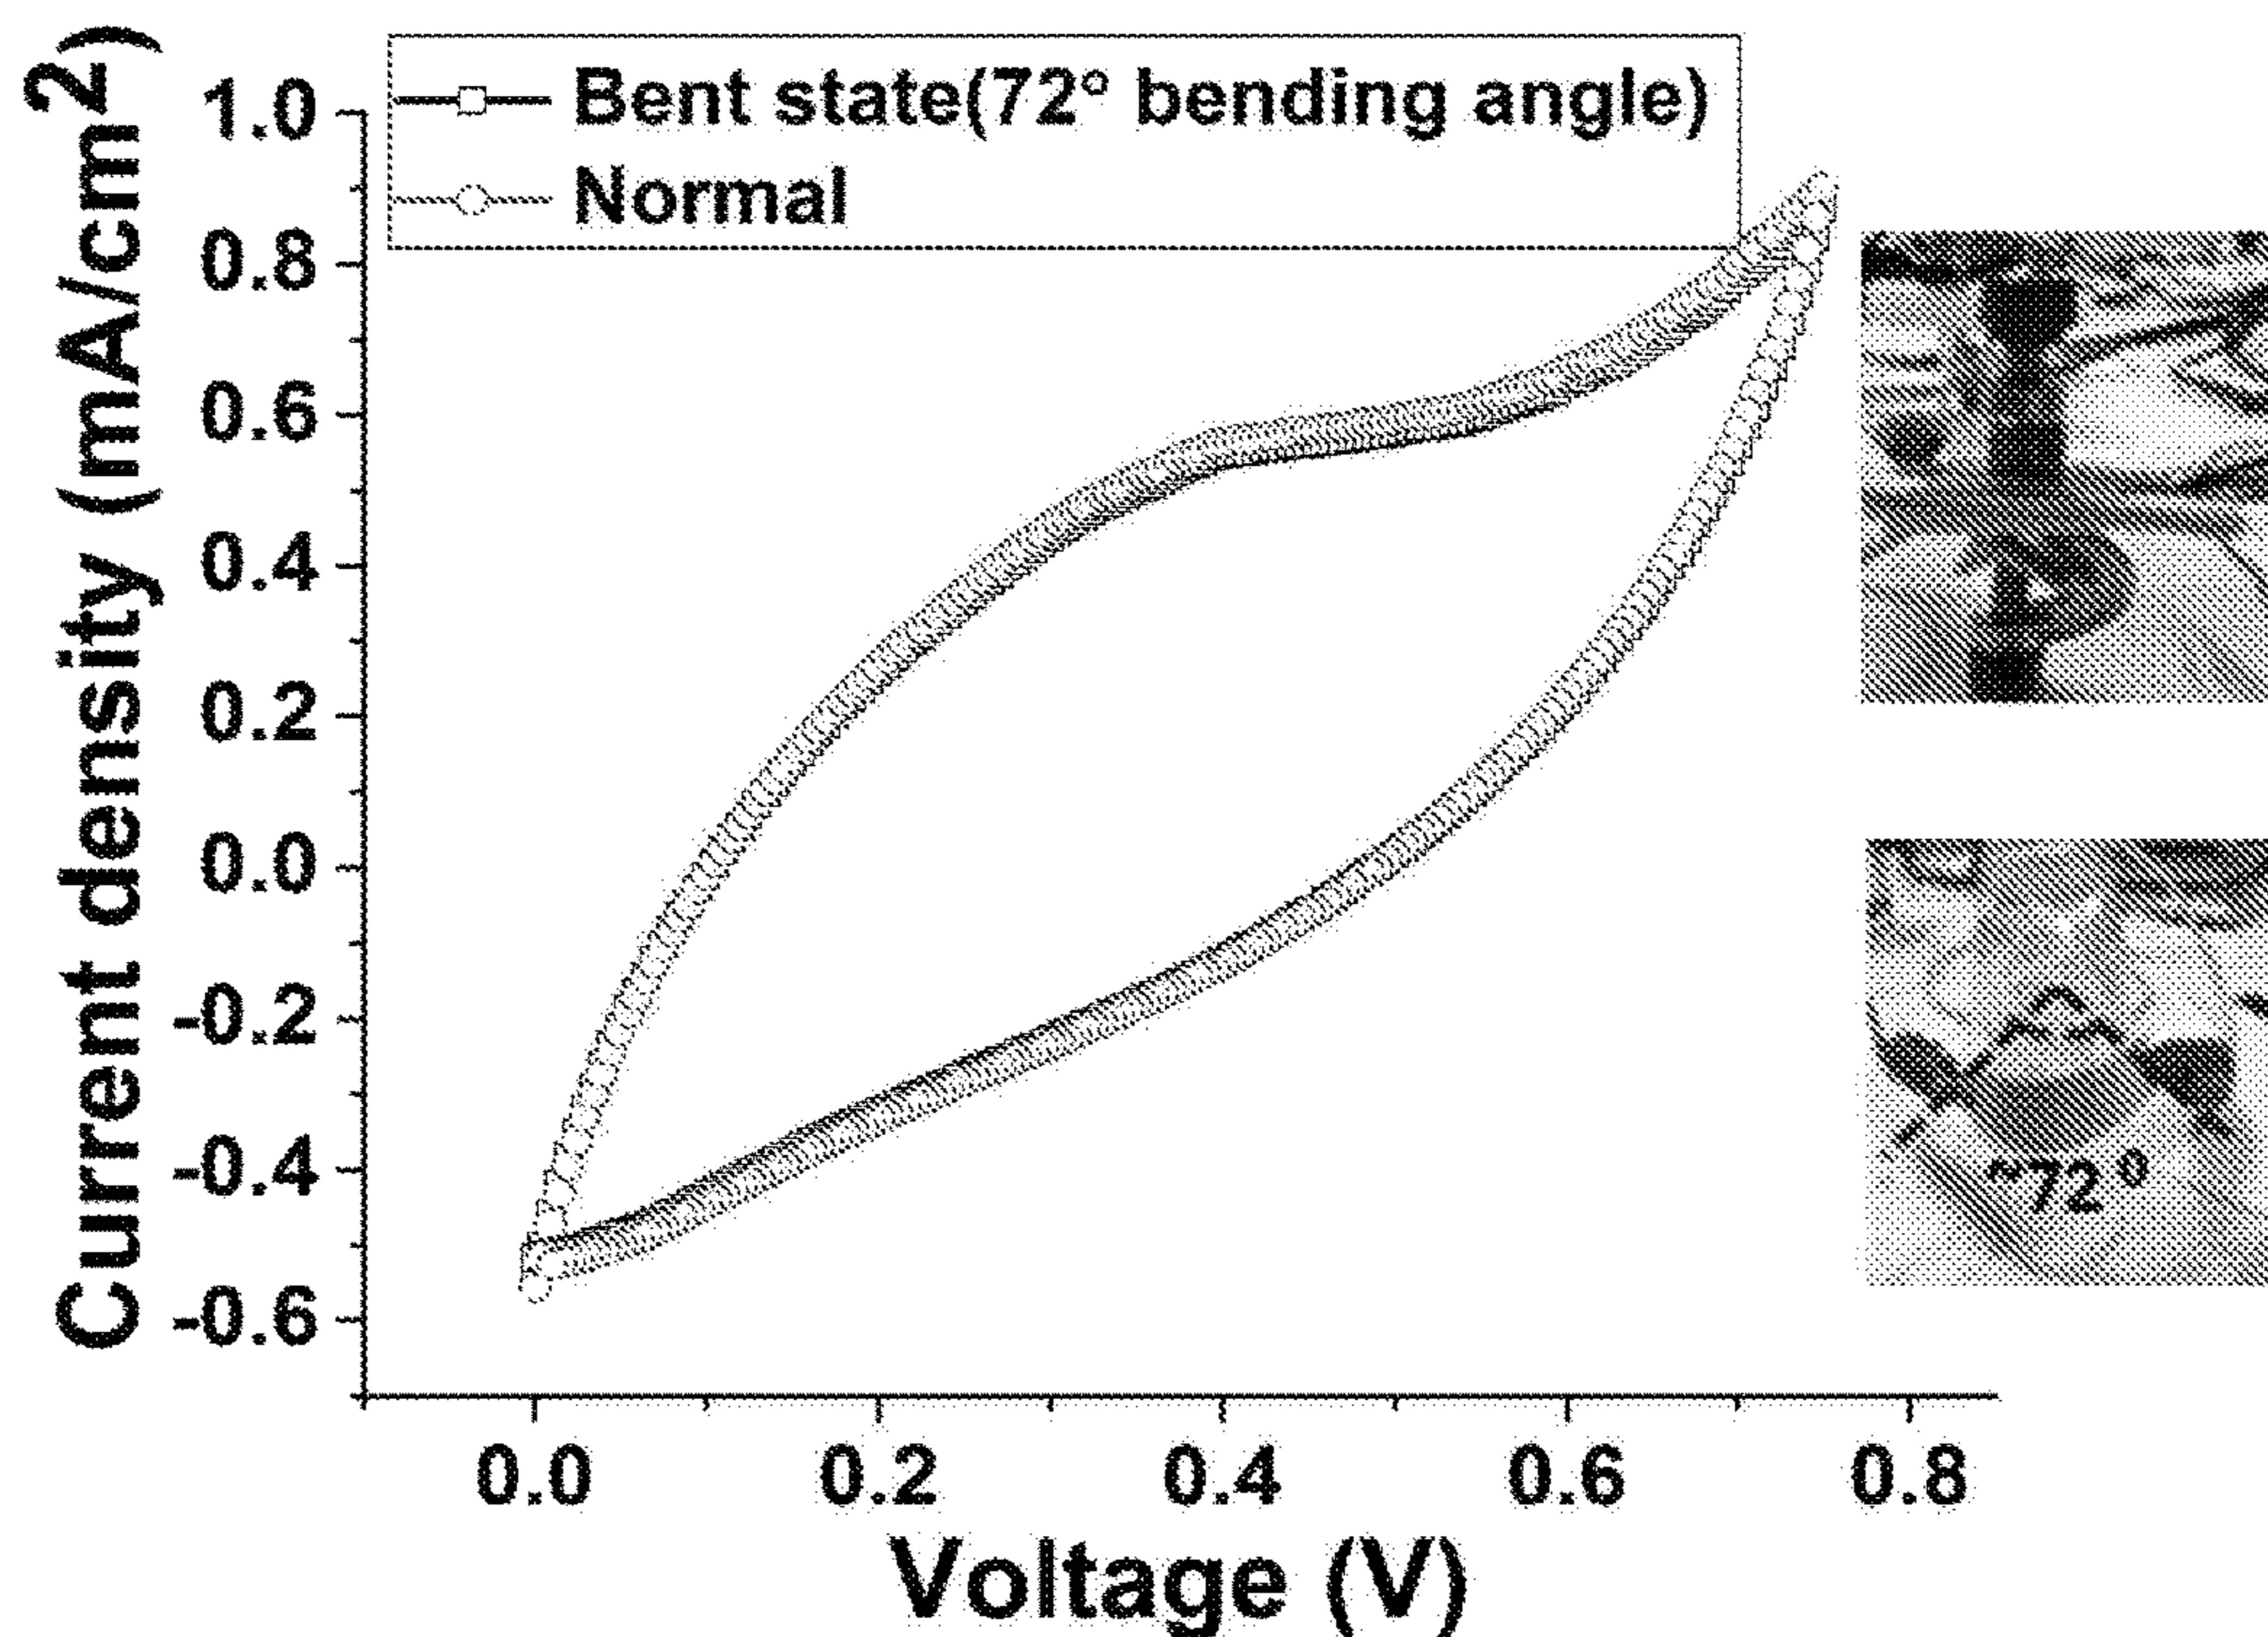 Current density (mA/cm²)
1.0
0.8
0.6
0.4
0.2
0.0
-0.2
-0.4
-0.6
Bent state(72° bending angle)
Normal
~72⁰
0.0 0.2 0.4 0.6 0.8
Voltage (V)